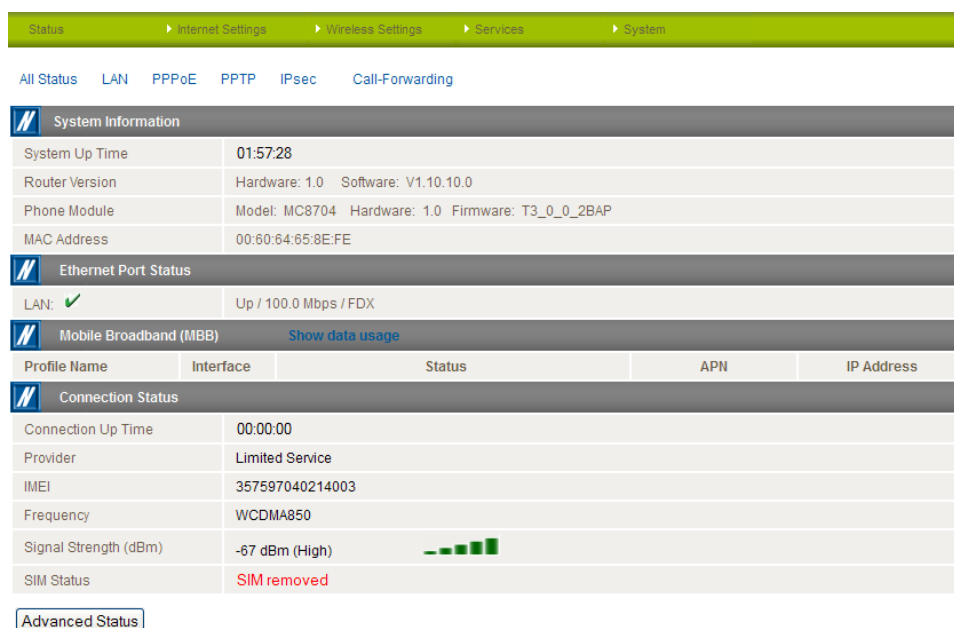 Status Internet Settings Wireless Settings Services System
All Status LAN PPPoE PPTP IPsec Call-Forwarding
System Information
System Up Time 01:57:28
Router Version Hardware: 1.0 Software: V1.10.10.0
Phone Module Model: MC8704 Hardware: 1.0 Firmware: T3_0_0_2BAP
MAC Address 00:60:64:65:8E:FE
Ethernet Port Status
LAN: Up / 100.0 Mbps / FDX
Mobile Broadband (MBB) Show data usage
Profile Name Interface Status APN IP Address
Connection Status
Connection Up Time 00:00:00
Provider Limited Service
IMEI 357597040214003
Frequency WCDMA850
Signal Strength (dBm) -67 dBm (High)
SIM Status SIM removed
Advanced Status